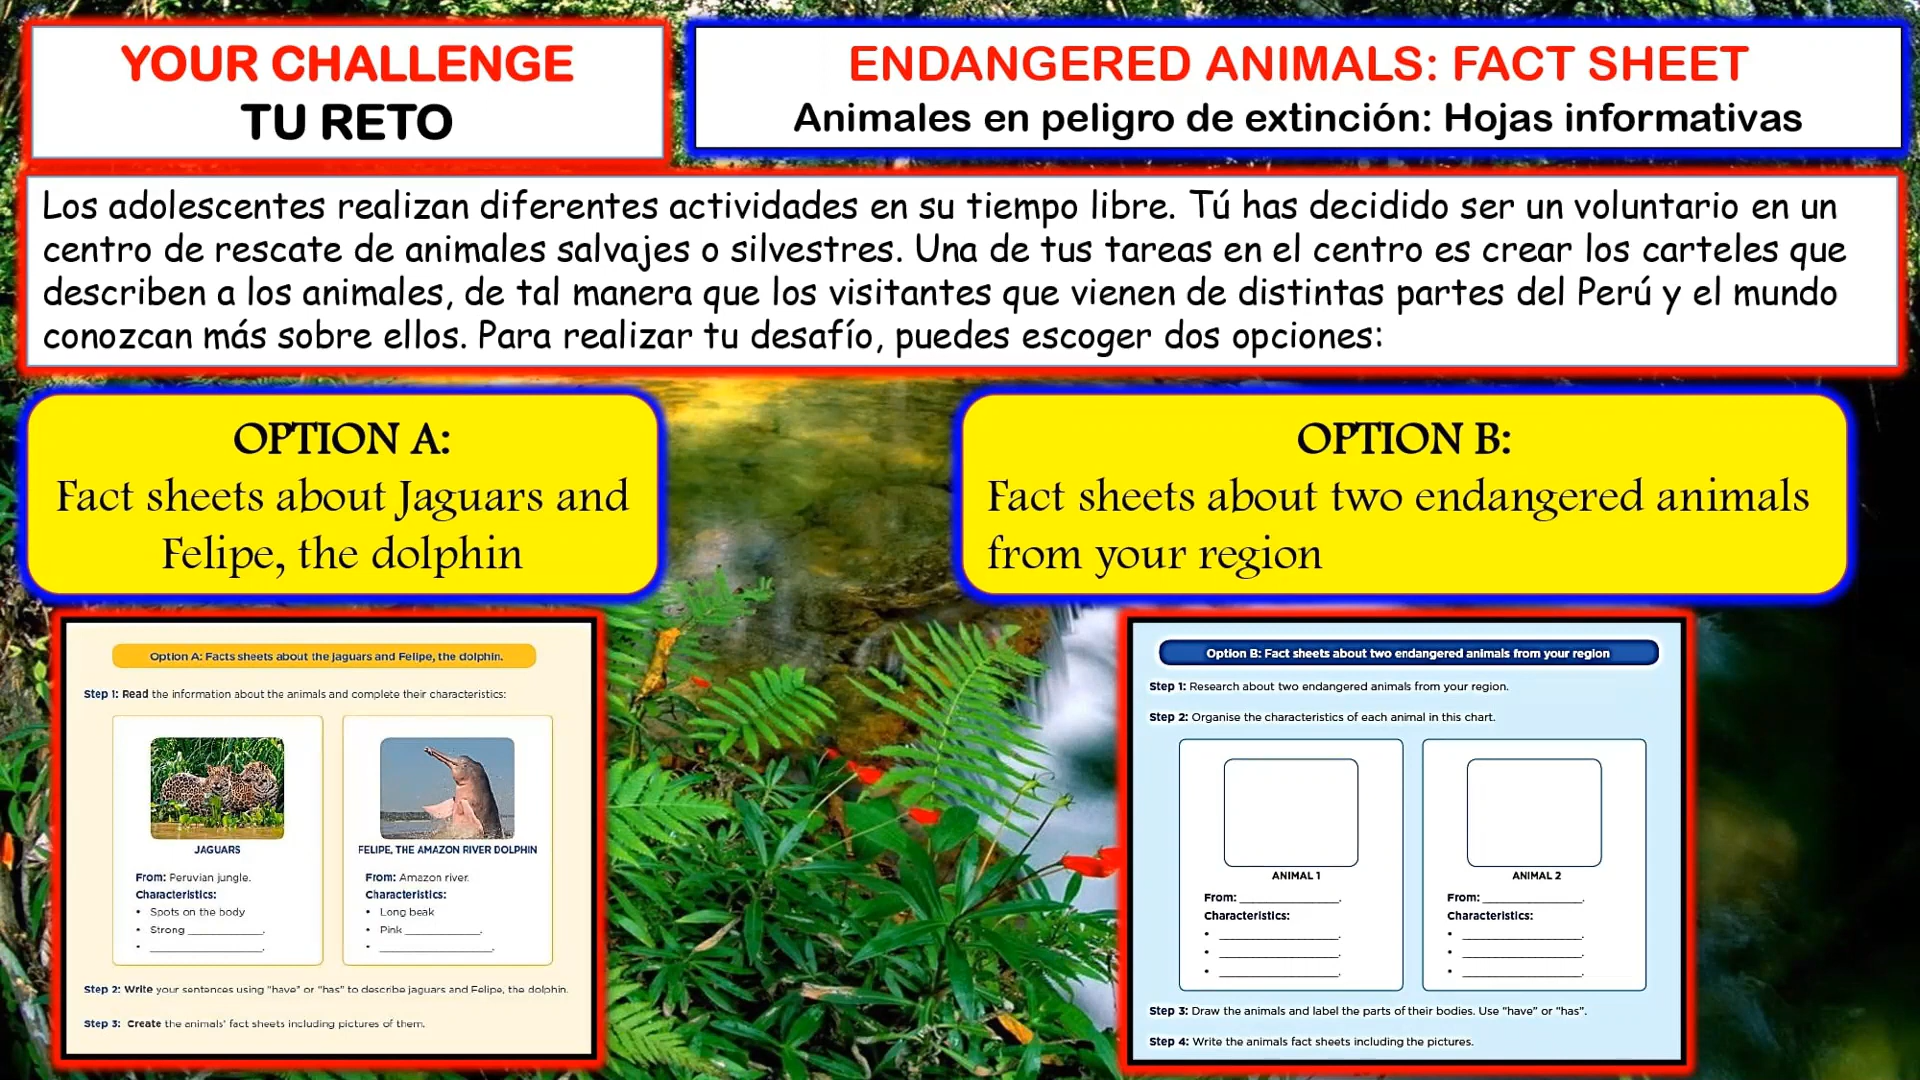 YOUR CHALLENGE
TU RETO
ENDANGERED ANIMALS: FACT SHEET
Animales en peligro de extinción: Hojas informativas
Los adolescentes realizan diferentes actividades en su tiempo libre. Tú has decidido ser un voluntario en un
centro de rescate de animales salvajes o silvestres. Una de tus tareas en el centro es crear los carteles que
describen a los animales, de tal manera que los visitantes que vienen de distintas partes del Perú y el mundo
conozcan más sobre ellos. Para realizar tu desafío, puedes escoger dos opciones:
OPTION A:
Fact sheets about Jaguars and
Felipe, the dolphin
OPTION B:
Fact sheets about two endangered animals
from your region
Option A: Facts sheets about the jaguars and Felipe, the dolphin.
Step 1: Read the information about the animals and complete their characteristics:
JAGUARS
From: Peruvian jungle.
Characteristics:
• Spots on the body
• Strong ____________.
• __________________.
FELIPE, THE AMAZON RIVER DOLPHIN
From: Amazon river.
Characteristics:
• Long beak
• Pink ____________.
• __________________.
Step 2: Write your sentences using "have" or "has" to describe jaguars and Felipe, the dolphin.
Step 3: Create the animals' fact sheets including pictures of them.
Option B: Fact sheets about two endangered animals from your region
Step 1: Research about two endangered animals from your region.
Step 2: Organise the characteristics of each animal in this chart.
ANIMAL 1
From: ________________.
Characteristics:
• ___________________.
• ___________________.
• ___________________.
ANIMAL 2
From: ________________.
Characteristics:
• ___________________.
• ___________________.
• ___________________.
Step 3: Draw the animals and label the parts of their bodies. Use "have" or "has".
Step 4: Write the animals fact sheets including the pictures.